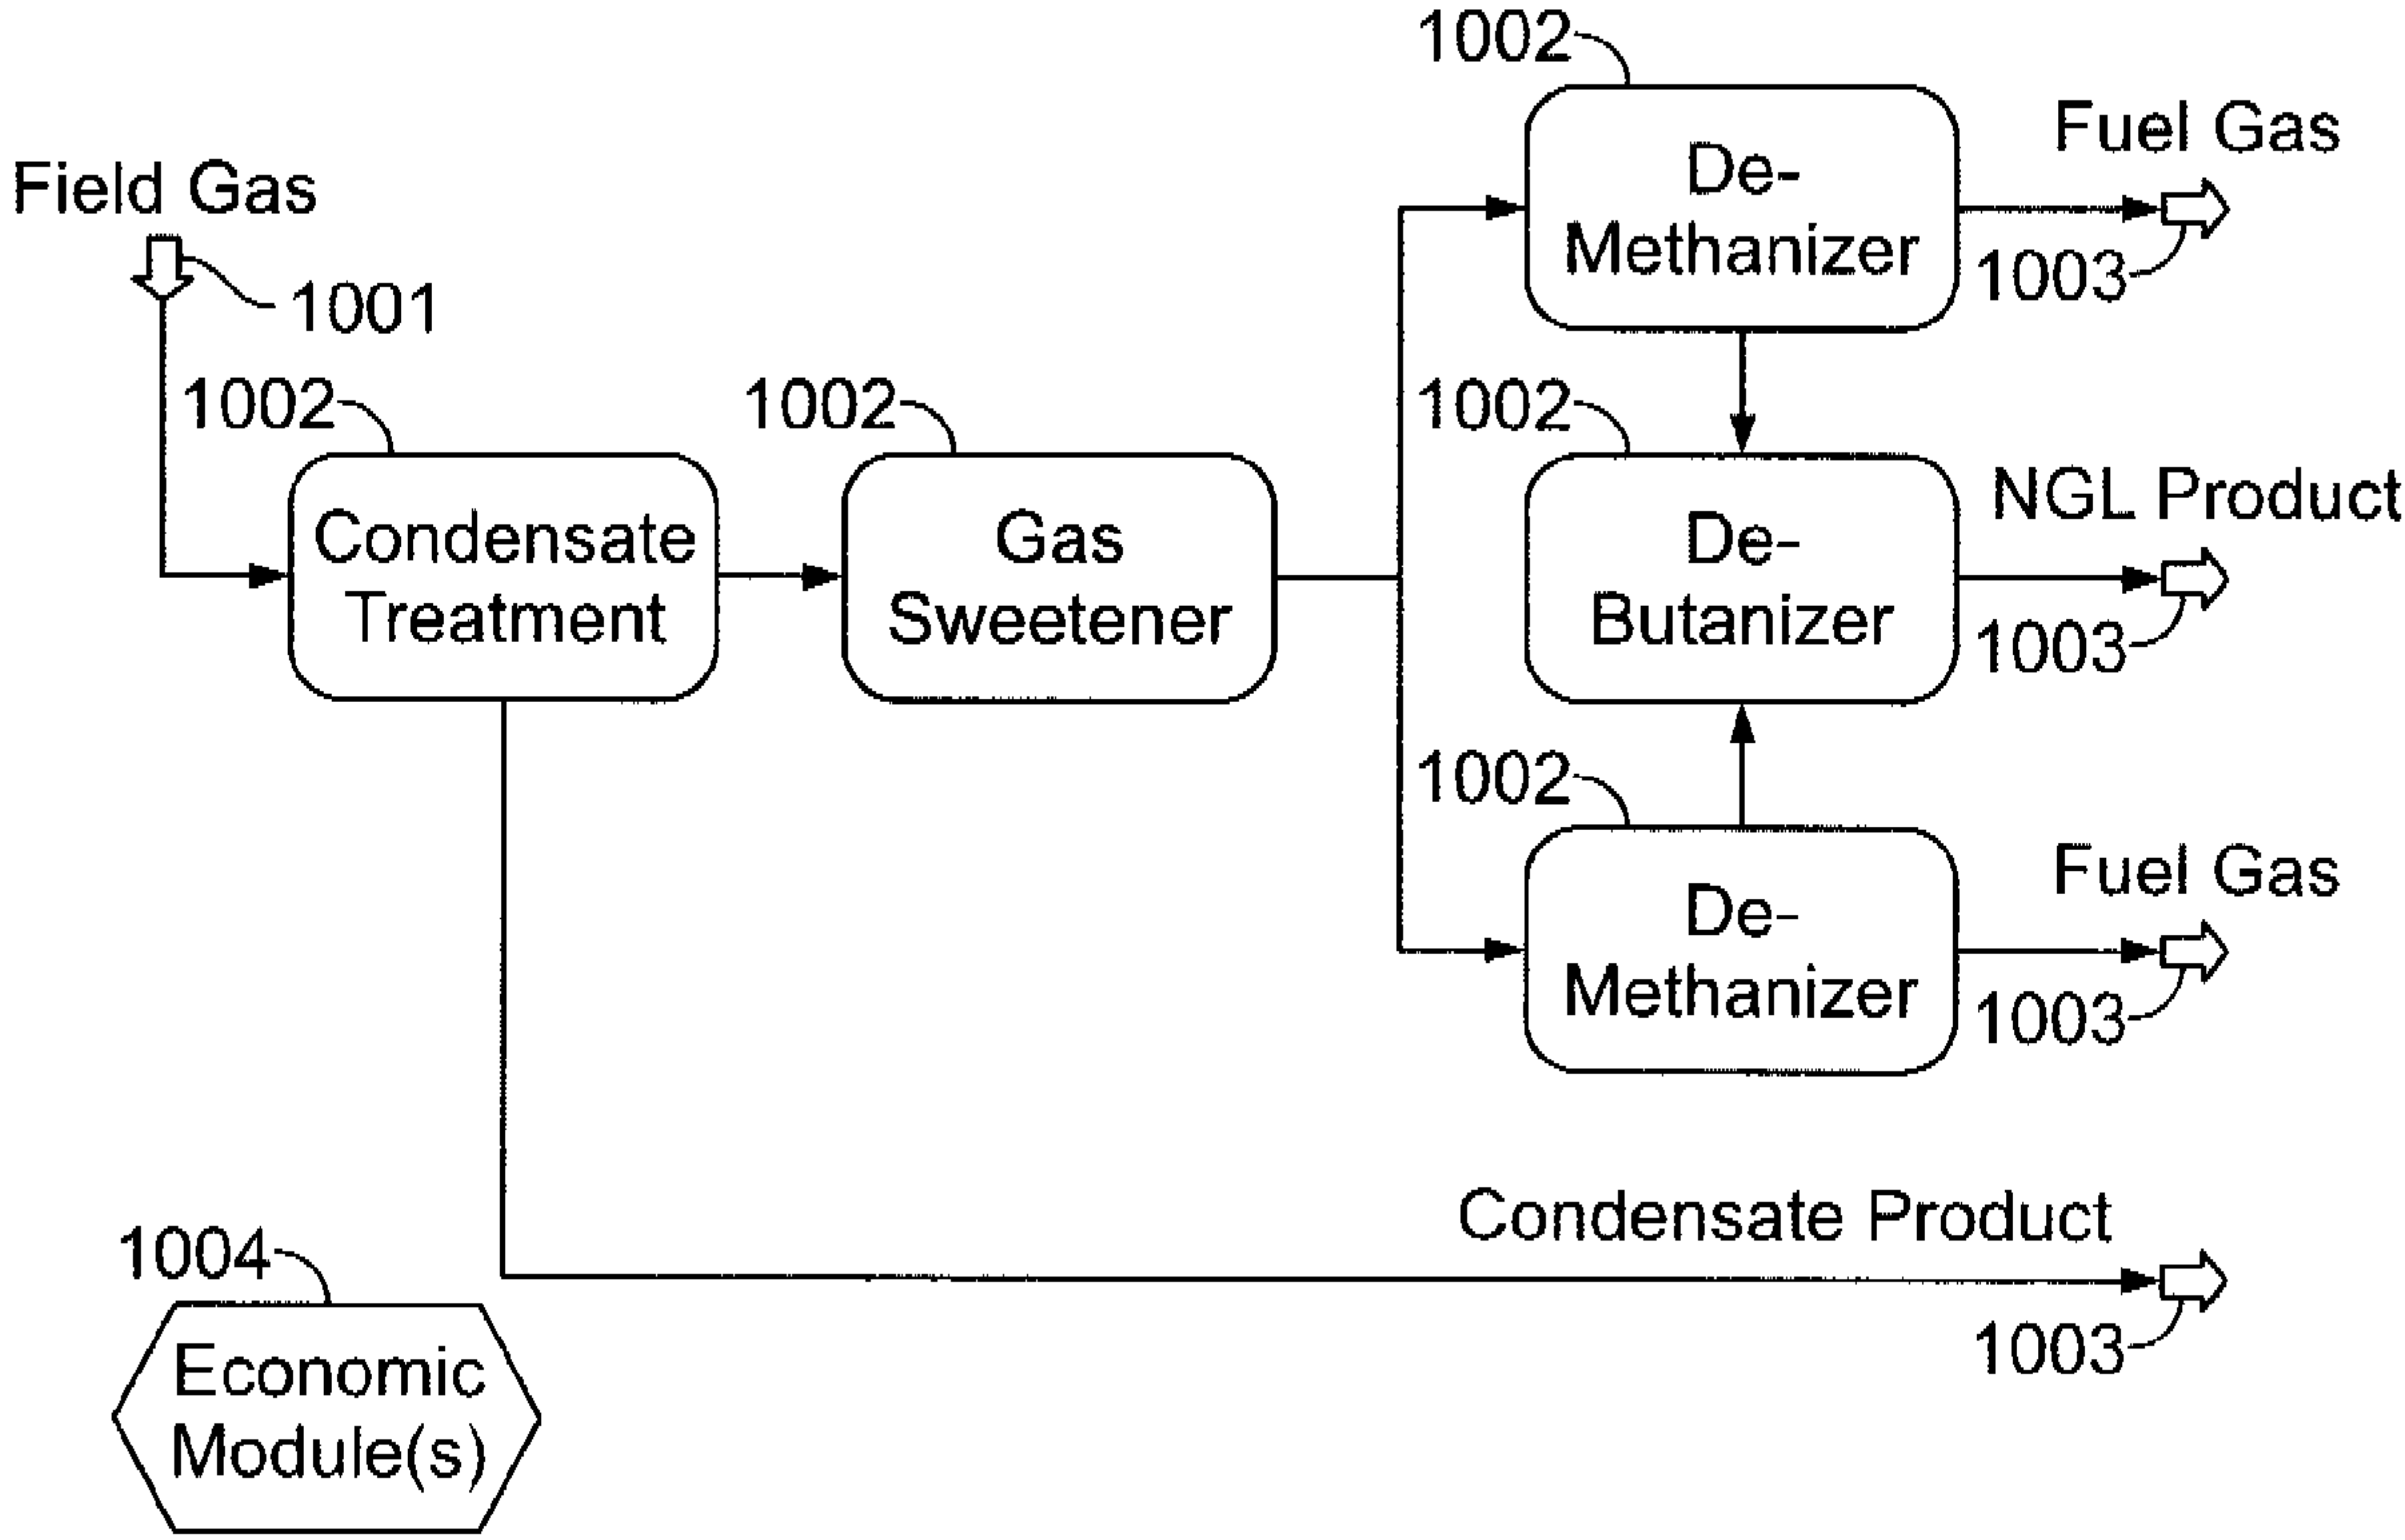 1002
Fuel Gas
De-
Methanizer
1003
Field Gas
1001
1002
1002
1002
NGL Product
Condensate
Treatment
Gas
Sweetener
De-
Butanizer
1003
1002
Fuel Gas
De-
Methanizer
1003
Condensate Product
1003
1004
Economic
Module(s)